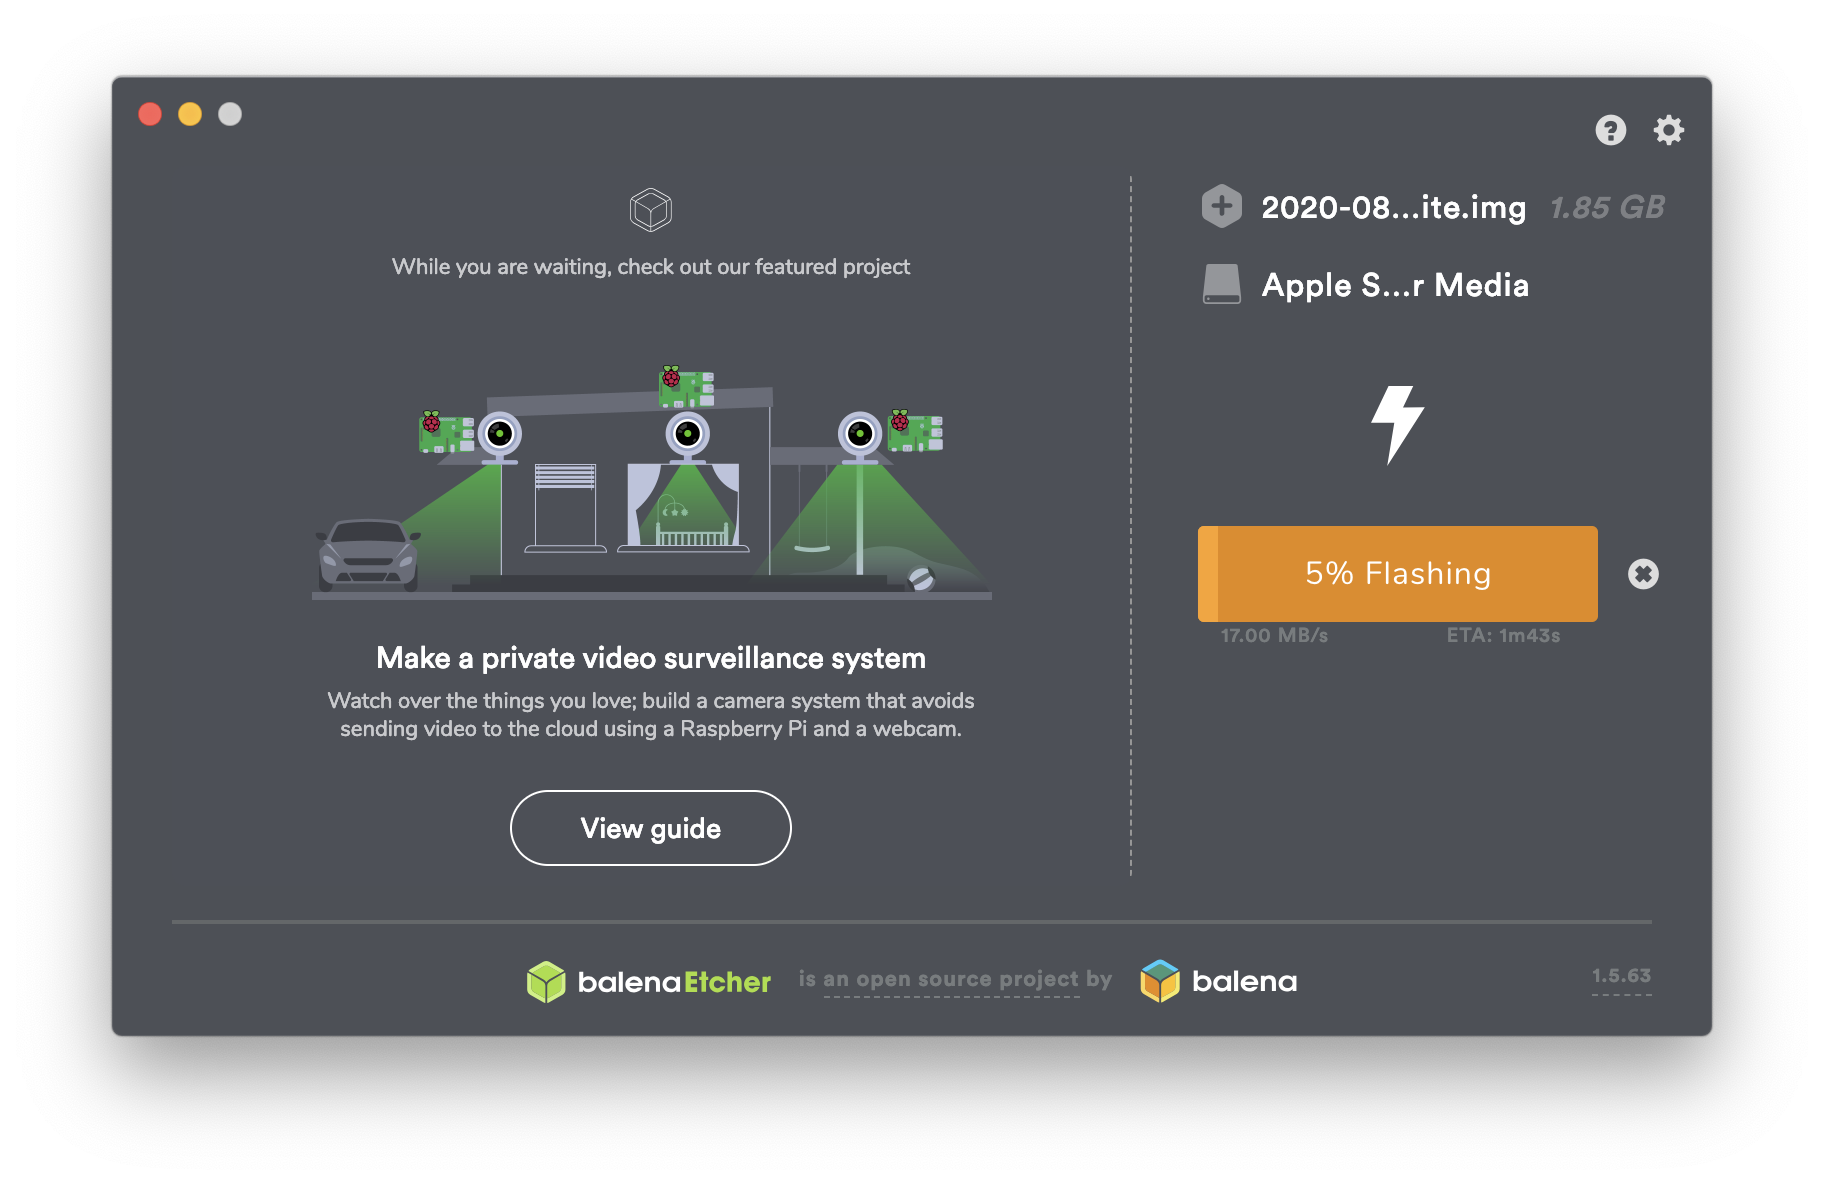 While you are waiting, check out our featured project
Make a private video surveillance system
Watch over the things you love; build a camera system that avoids
sending video to the cloud using a Raspberry Pi and a webcam.
View guide
2020-08...ite.img 1.85 GB
Apple S...r Media
5% Flashing
17.00 MB/s ETA: 1m43s
balenaEtcher is an open source project by balena 1.5.63